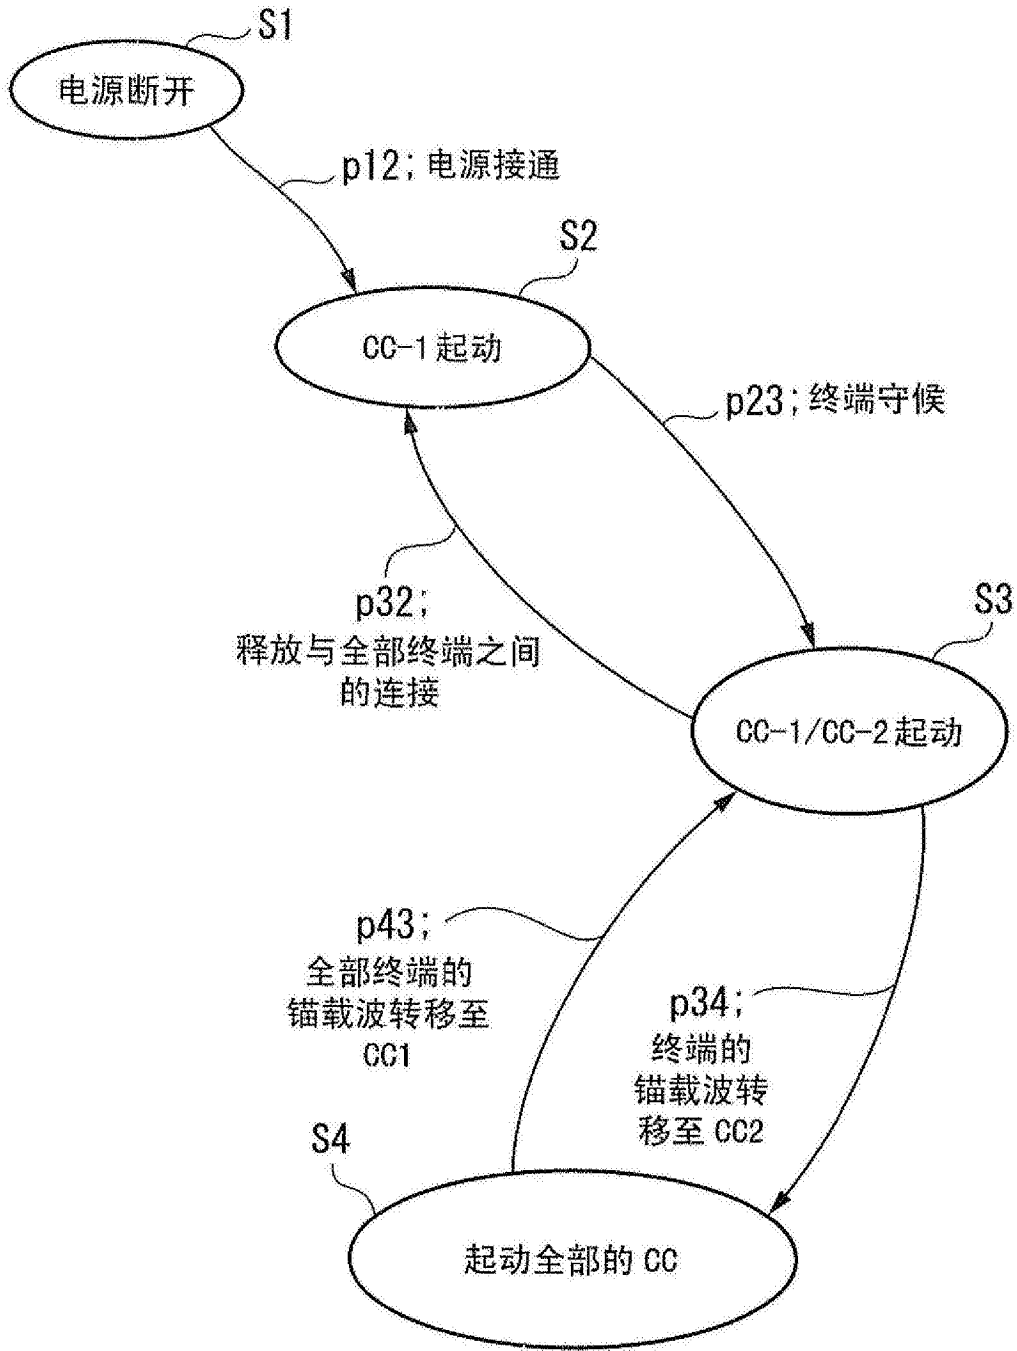 S1
电源断开
p12；电源接通
S2
CC-1起动
p23；终端守候
p32；
释放与全部终端之间
的连接
S3
CC-1/CC-2起动
p43；
全部终端的
锚载波转移至
CC1
p34；
终端的
锚载波转
移至 CC2
S4
起动全部的 CC